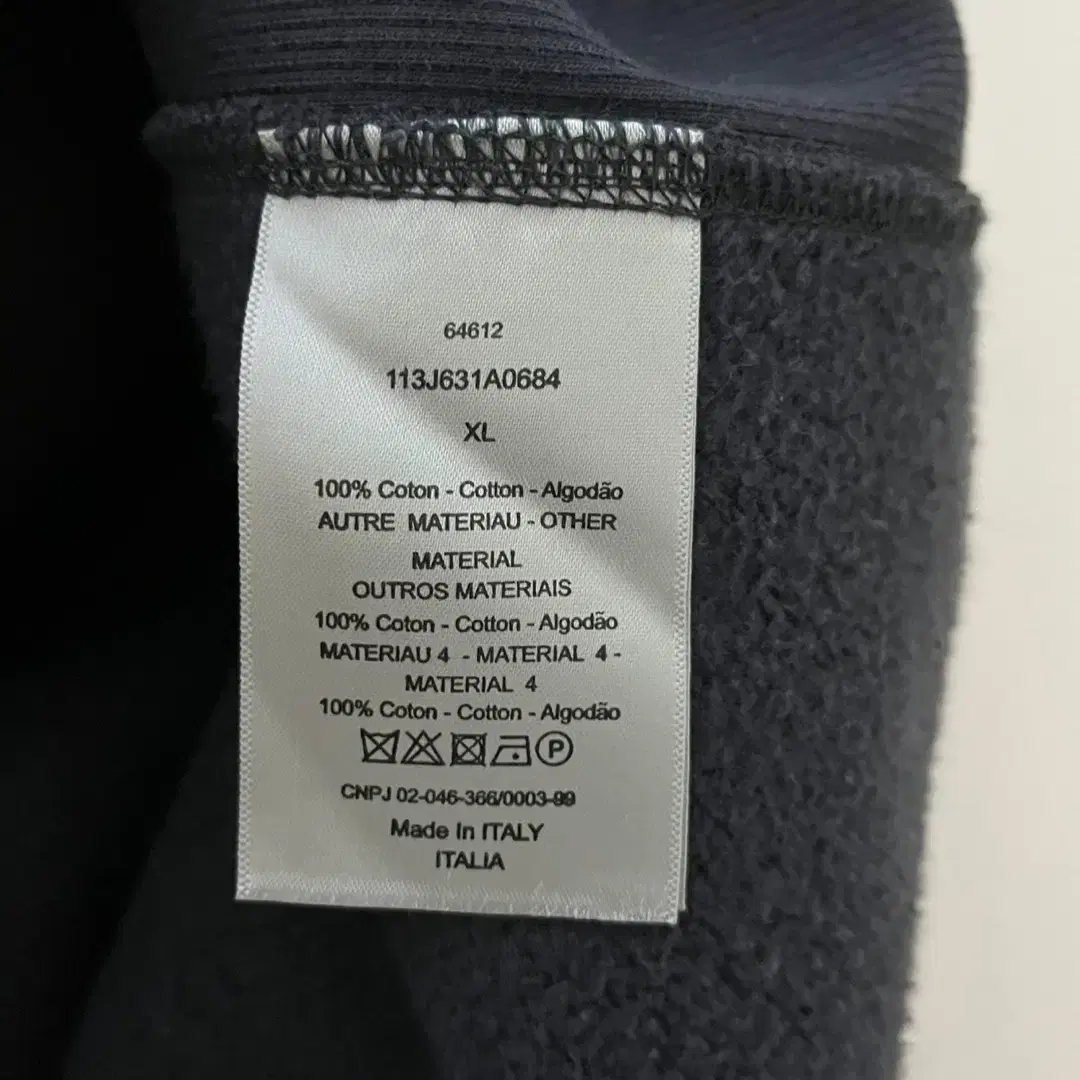 64612
113J631A0684
XL
100% Coton - Cotton - Algodão
AUTRE MATERIAU - OTHER
MATERIAL
OUTROS MATERIAIS
100% Coton - Cotton - Algodão
MATERIAU 4 - MATERIAL 4 -
MATERIAL 4
100% Coton - Cotton - Algodão
P
CNPJ 02-046-366/0003-99
Made In ITALY
ITALIA